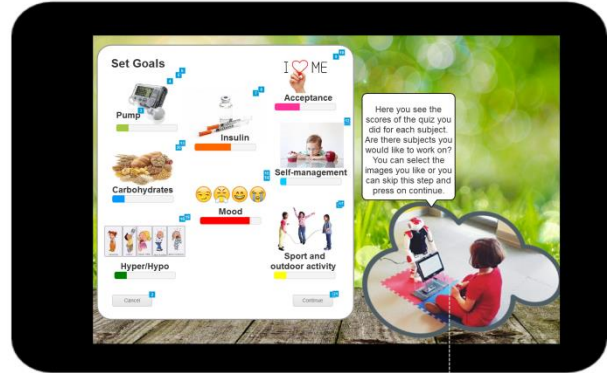 Set Goals
I ME
Acceptance
Pump
Insulin
Self-management
Carbohydrates
Mood
Hyper/Hypo
Sport and
outdoor activity
Cancel
Continue
Here you see the
scores of the quiz you
did for each subject.
Are there subjects you
would like to work on?
You can select the
images you like or you
can skip this step and
press on continue.